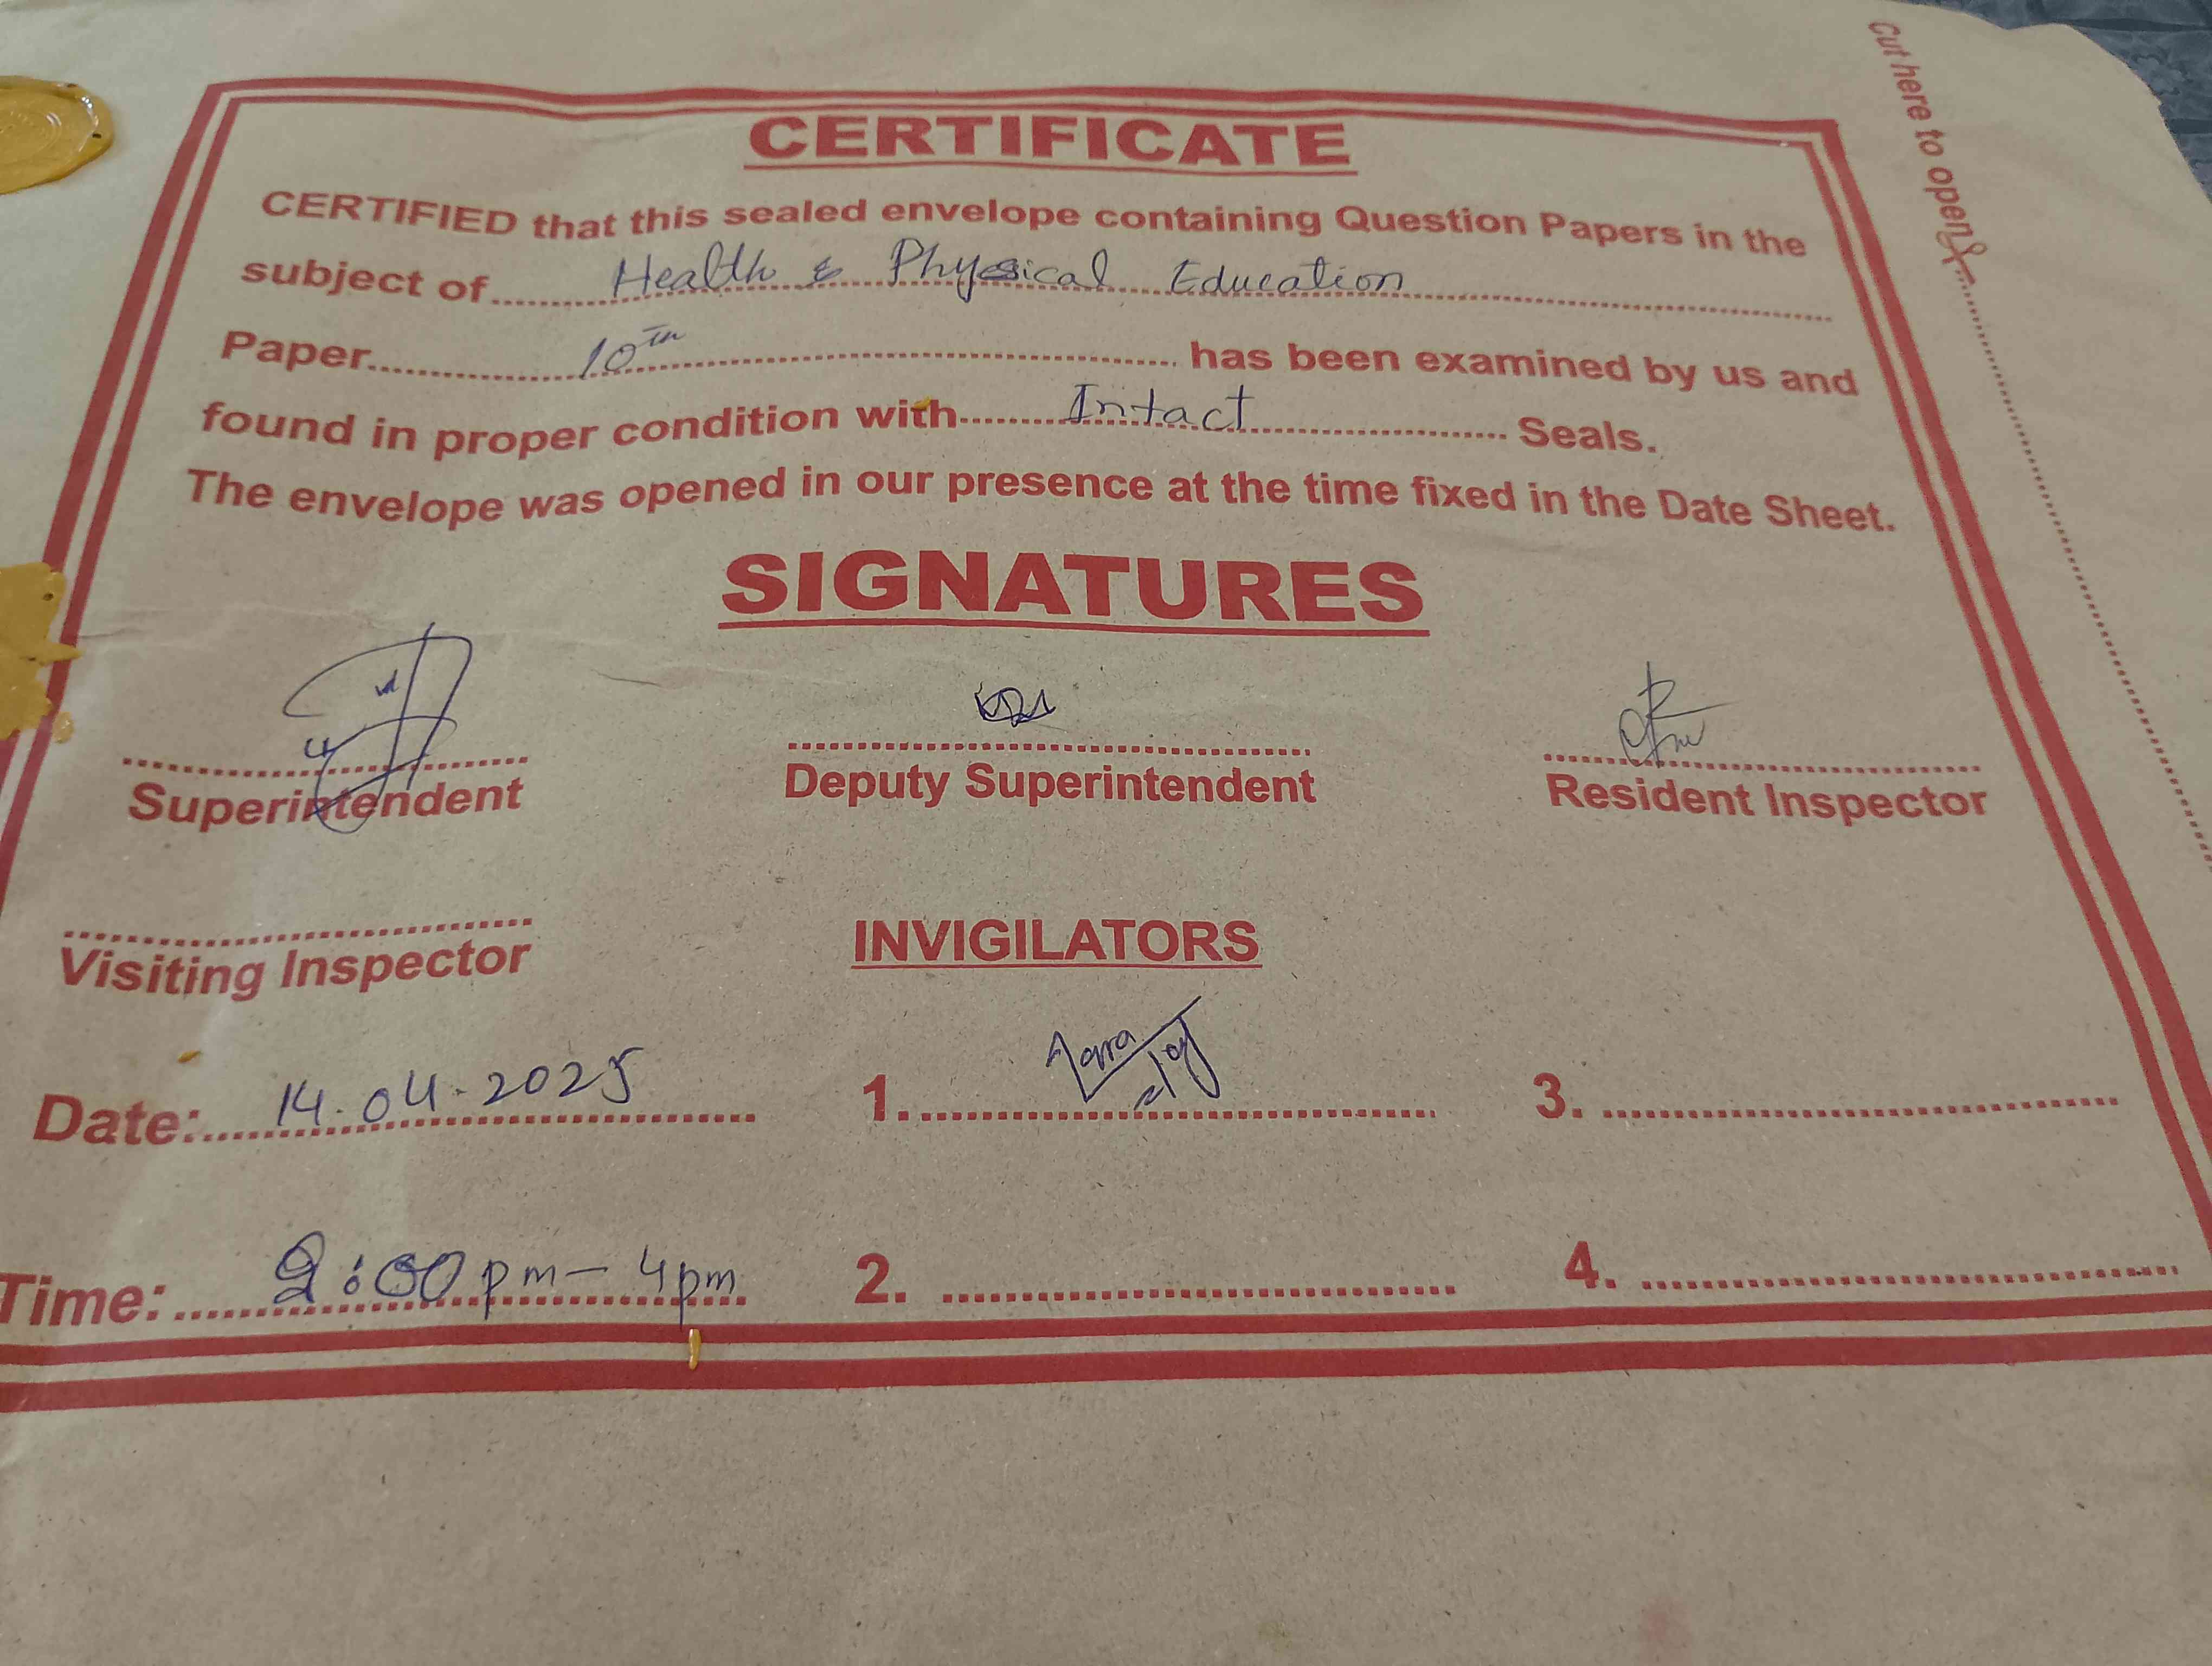 Cut here to open
CERTIFICATE
CERTIFIED that this sealed envelope containing Question Papers in the
subject of Health & Physical Education
Paper 10th has been examined by us and
found in proper condition with Intact Seals.
The envelope was opened in our presence at the time fixed in the Date Sheet.
SIGNATURES
Superintendent Deputy Superintendent Resident Inspector
Visiting Inspector INVIGILATORS
Date: 14.04.2025 1. 3.
Time: 2:00 pm - 4pm 2. 4.